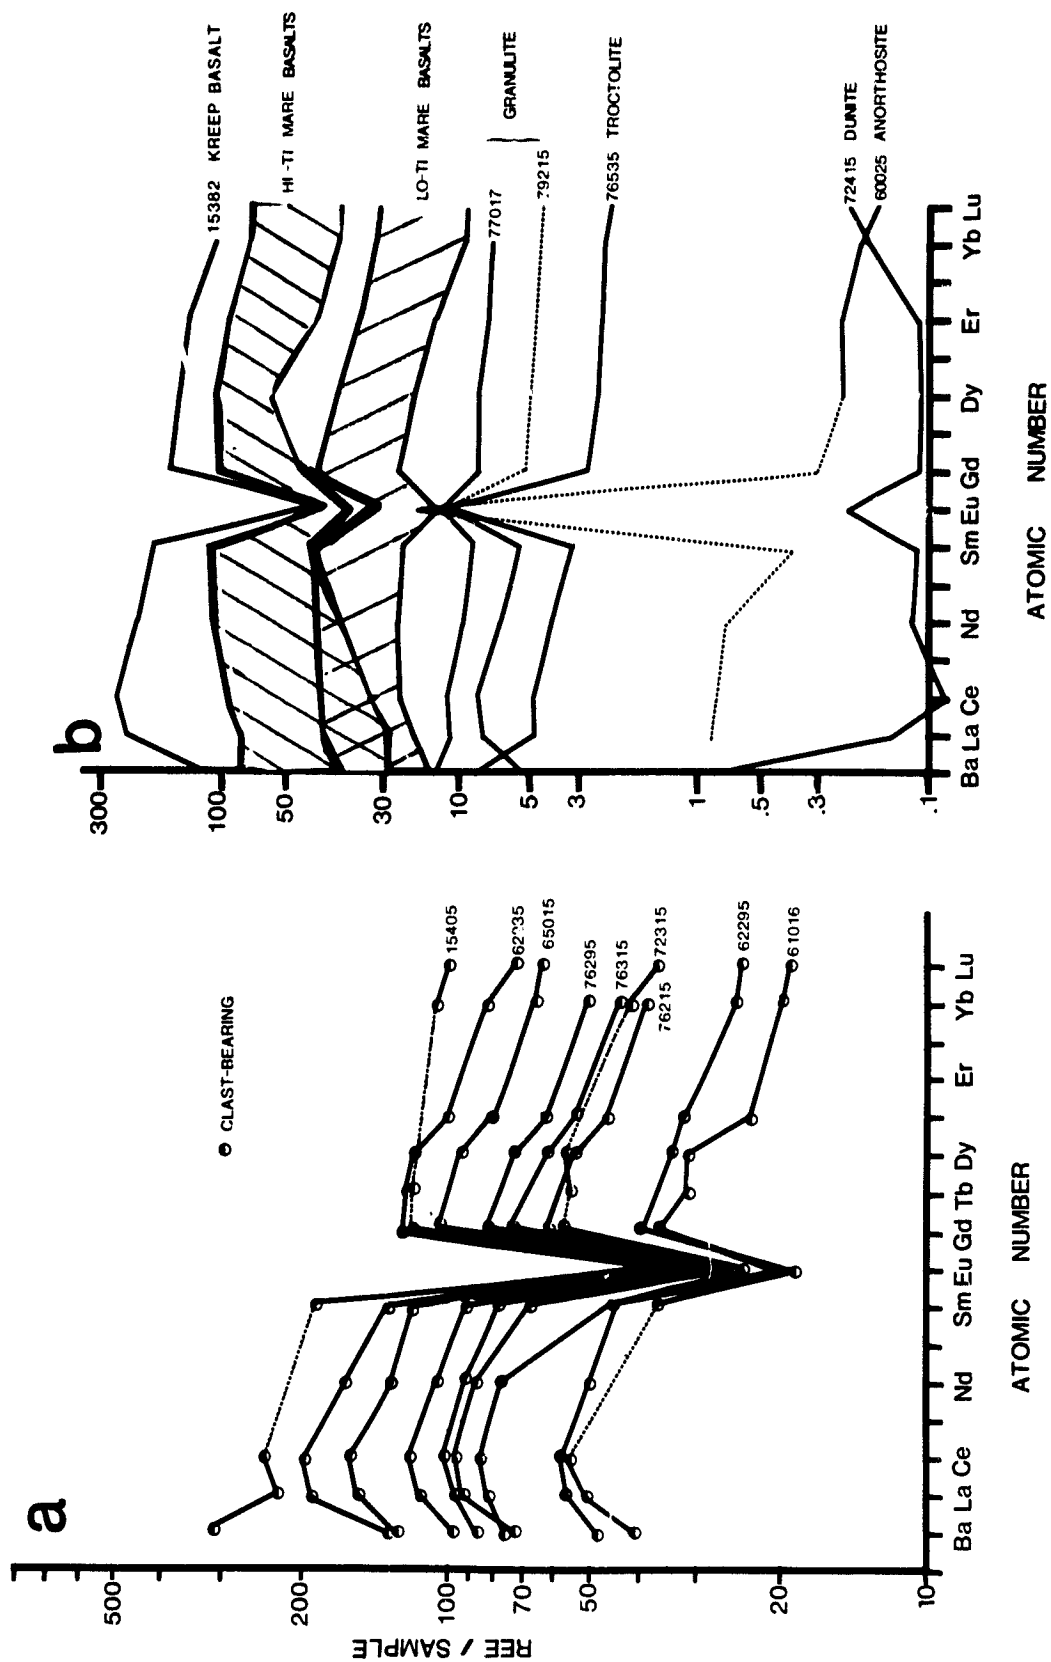 a
REE / SAMPLE
500
200
100
70
50
20
10
CLAST-BEARING
15405
65015
76295
76315
72315
76215
62295
61016
Ba La Ce Nd Sm Eu Gd Tb Dy Er Yb Lu
ATOMIC NUMBER
b
300
100
50
30
10
5
3
1
.5
.3
.1
15382 KREEP BASALT
HI-TI MARE BASALTS
LO-TI MARE BASALTS
77017
79215
GRANULITE
76535 TROCTOLITE
72415 DUNITE
60025 ANORTHOSITE
Ba La Ce Nd Sm Eu Gd Dy Er Yb Lu
ATOMIC NUMBER